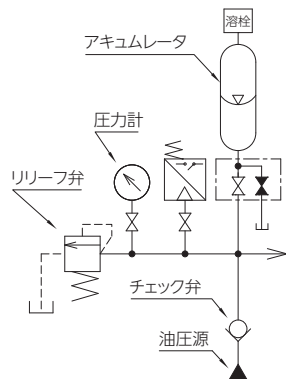 溶栓
アキュムレータ
圧力計
リリーフ弁
チェック弁
油圧源